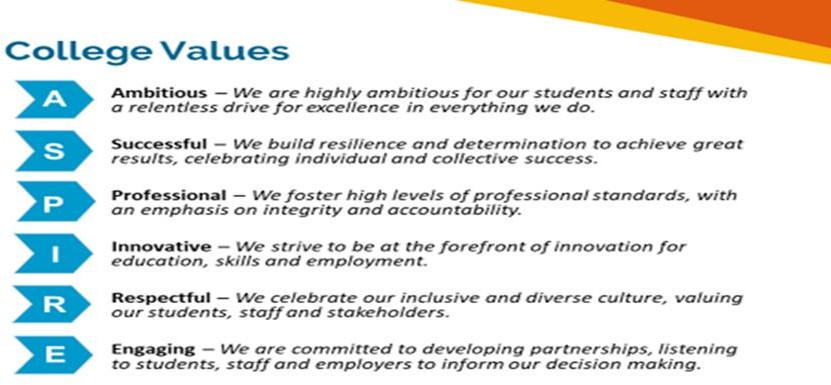 College Values
A
Ambitious – We are highly ambitious for our students and staff with
a relentless drive for excellence in everything we do.
S
Successful – We build resilience and determination to achieve great
results, celebrating individual and collective success.
P
Professional – We foster high levels of professional standards, with
an emphasis on integrity and accountability.
I
Innovative – We strive to be at the forefront of innovation for
education, skills and employment.
R
Respectful – We celebrate our inclusive and diverse culture, valuing
our students, staff and stakeholders.
E
Engaging – We are committed to developing partnerships, listening
to students, staff and employers to inform our decision making.